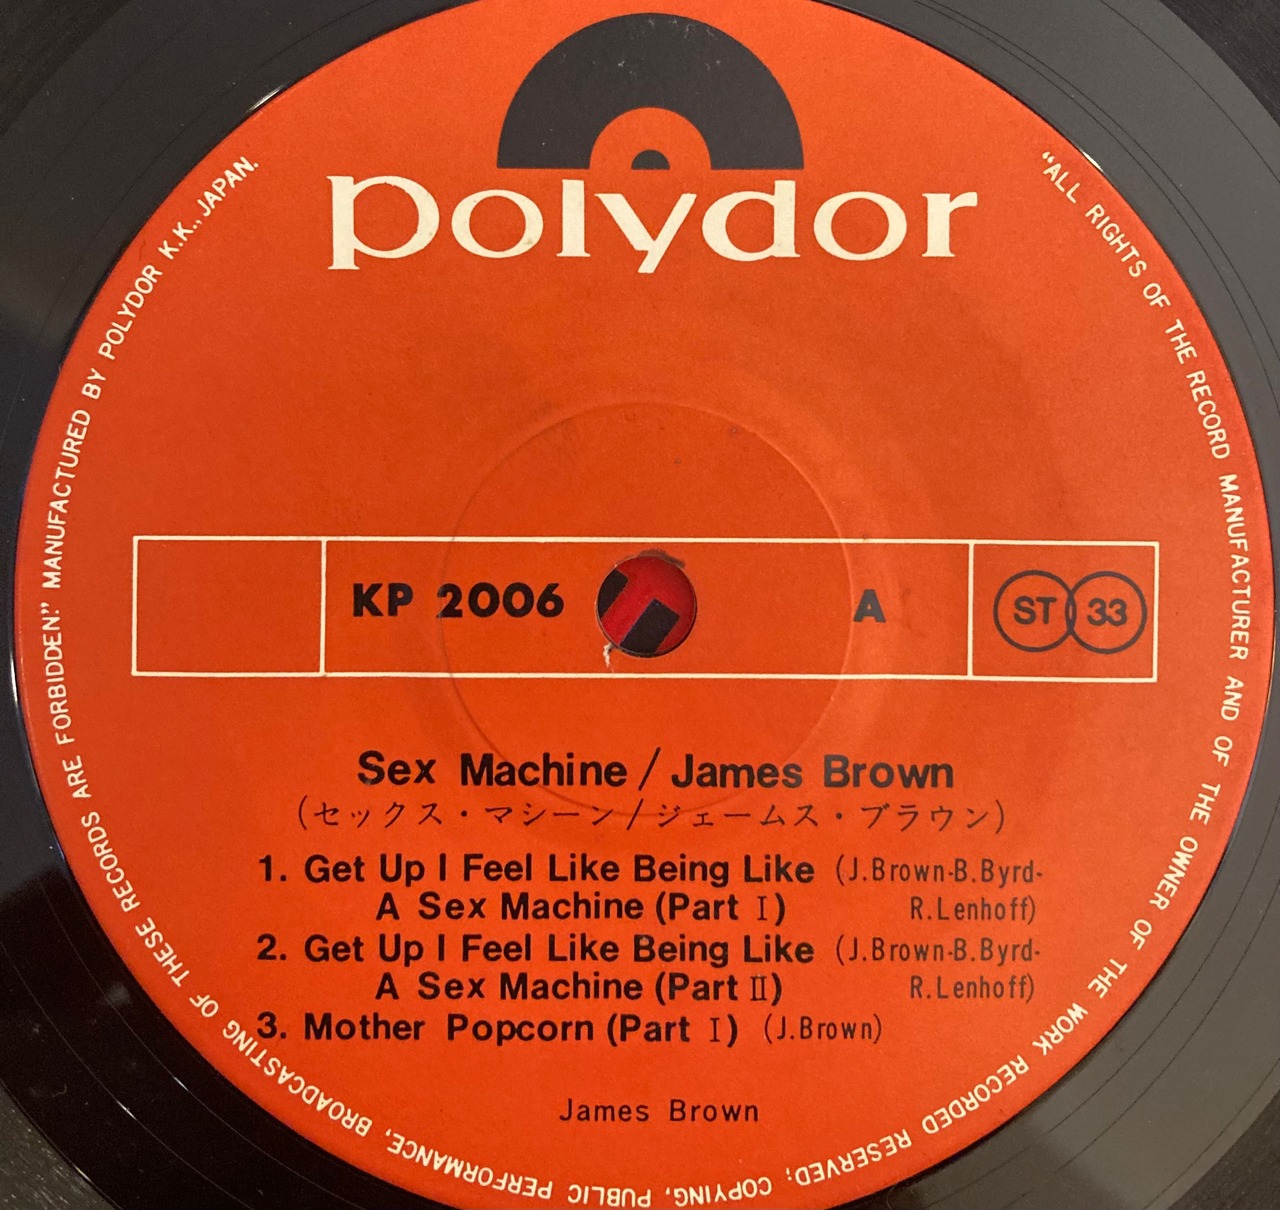 polydor
KP 2006
A
ST 33
Sex Machine / James Brown
(セックス・マシーン/ジェームス・ブラウン)
1. Get Up I Feel Like Being Like (J.Brown-B.Byrd-
A Sex Machine (Part I) R.Lenhoff)
2. Get Up I Feel Like Being Like (J.Brown-B.Byrd-
A Sex Machine (Part II) R.Lenhoff)
3. Mother Popcorn (Part I) (J.Brown)
James Brown
“ALL RIGHTS OF THE RECORD MANUFACTURER AND OF THE OWNER OF THE WORK RECORDED RESERVED; COPYING, PUBLIC PERFORMANCE, BROADCASTING OF THESE RECORDS ARE FORBIDDEN.” MANUFACTURED BY POLYDOR K.K., JAPAN.